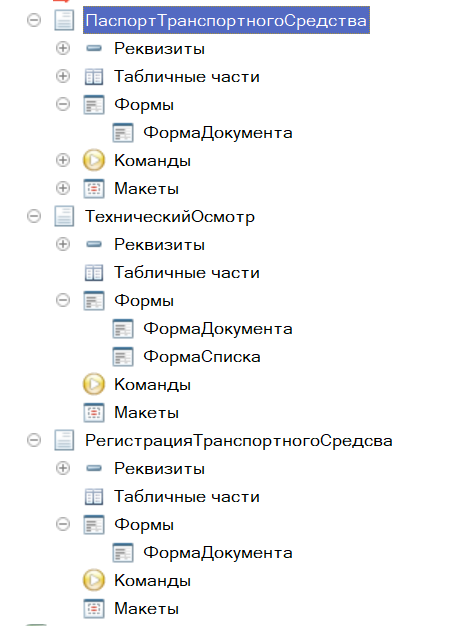 ПаспортТранспортногоСредства
Реквизиты
Табличные части
Формы
ФормаДокумента
Команды
Макеты
ТехническийОсмотр
Реквизиты
Табличные части
Формы
ФормаДокумента
ФормаСписка
Команды
Макеты
РегистрацияТранспортногоСредсва
Реквизиты
Табличные части
Формы
ФормаДокумента
Команды
Макеты